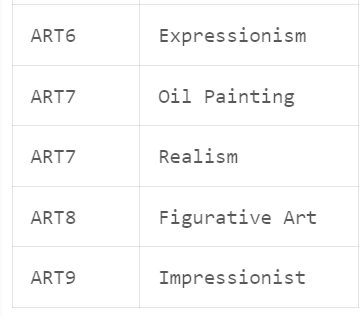 ART6 Expressionism
ART7 Oil Painting
ART7 Realism
ART8 Figurative Art
ART9 Impressionist